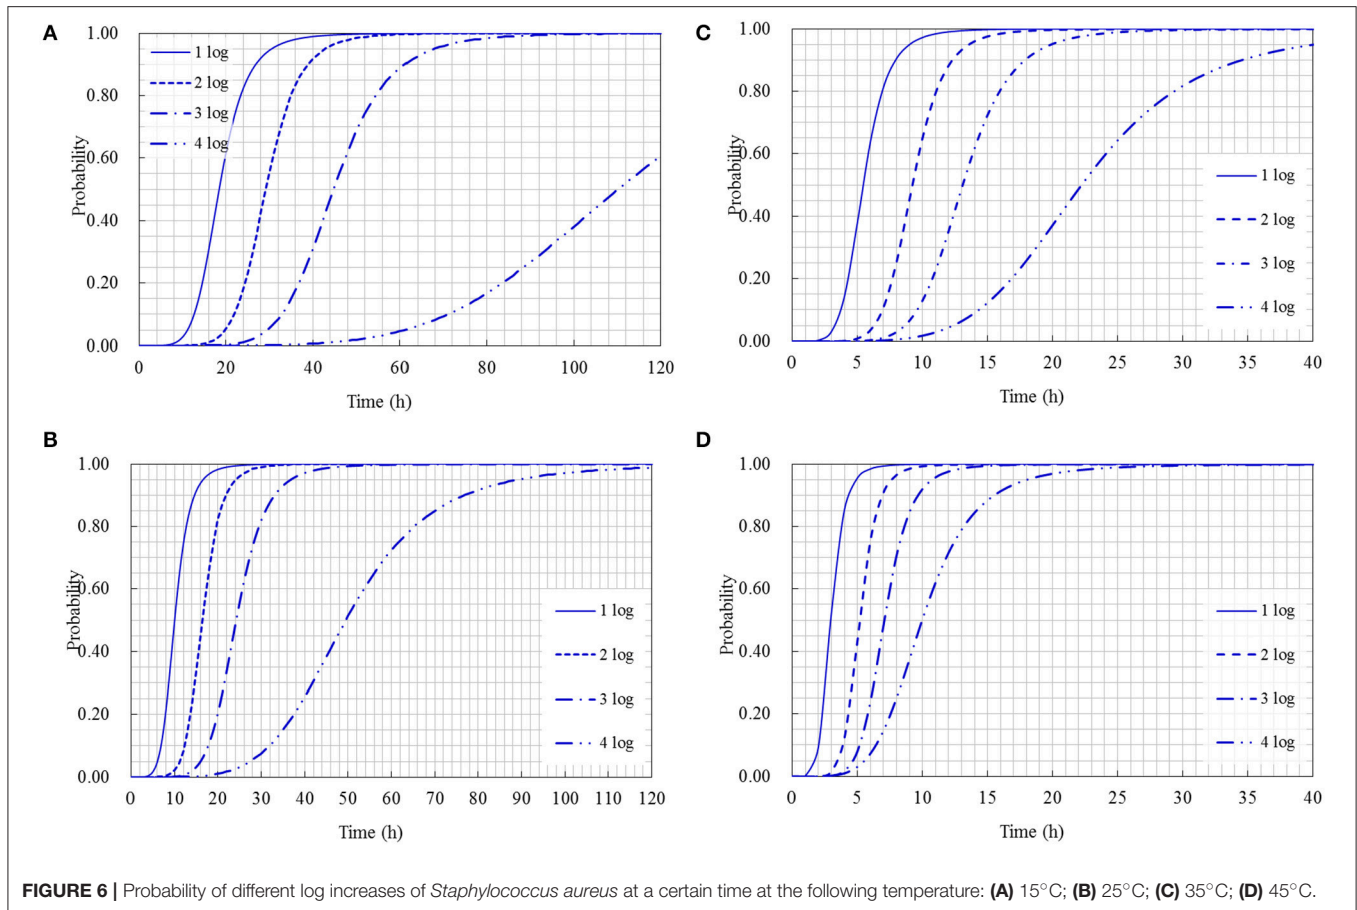 A
1.00
0.80
0.60
0.40
0.20
0.00
Probability
1 log
2 log
3 log
4 log
0 20 40 60 80 100 120
Time (h)
C
1.00
0.80
0.60
0.40
0.20
0.00
Probability
1 log
2 log
3 log
4 log
0 5 10 15 20 25 30 35 40
Time (h)
B
1.00
0.80
0.60
0.40
0.20
0.00
Probability
1 log
2 log
3 log
4 log
0 10 20 30 40 50 60 70 80 90 100 110 120
Time (h)
D
1.00
0.80
0.60
0.40
0.20
0.00
Probability
1 log
2 log
3 log
4 log
0 5 10 15 20 25 30 35 40
Time (h)
FIGURE 6 | Probability of different log increases of Staphylococcus aureus at a certain time at the following temperature: (A) 15°C; (B) 25°C; (C) 35°C; (D) 45°C.